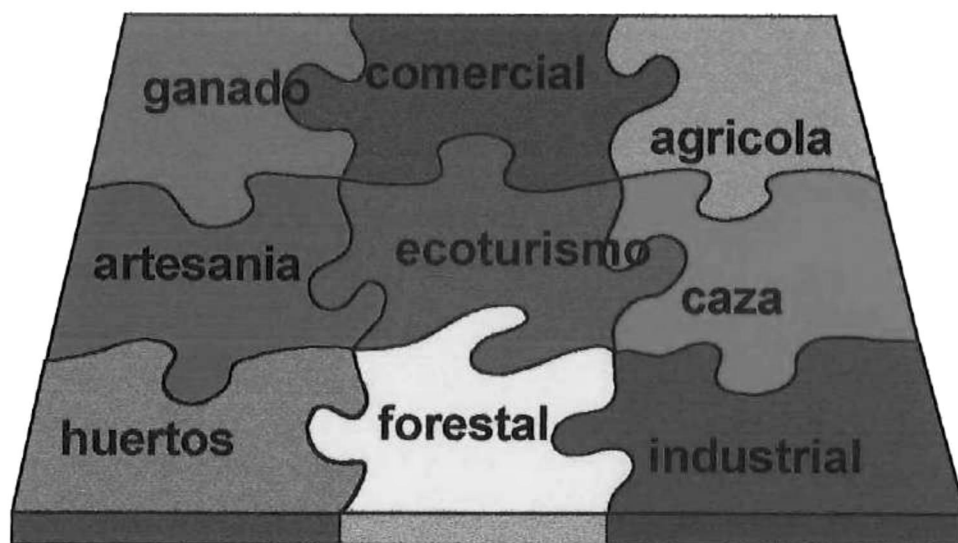 ganado
comercial
agricola
artesania
ecoturismo
caza
huertos
forestal
industrial